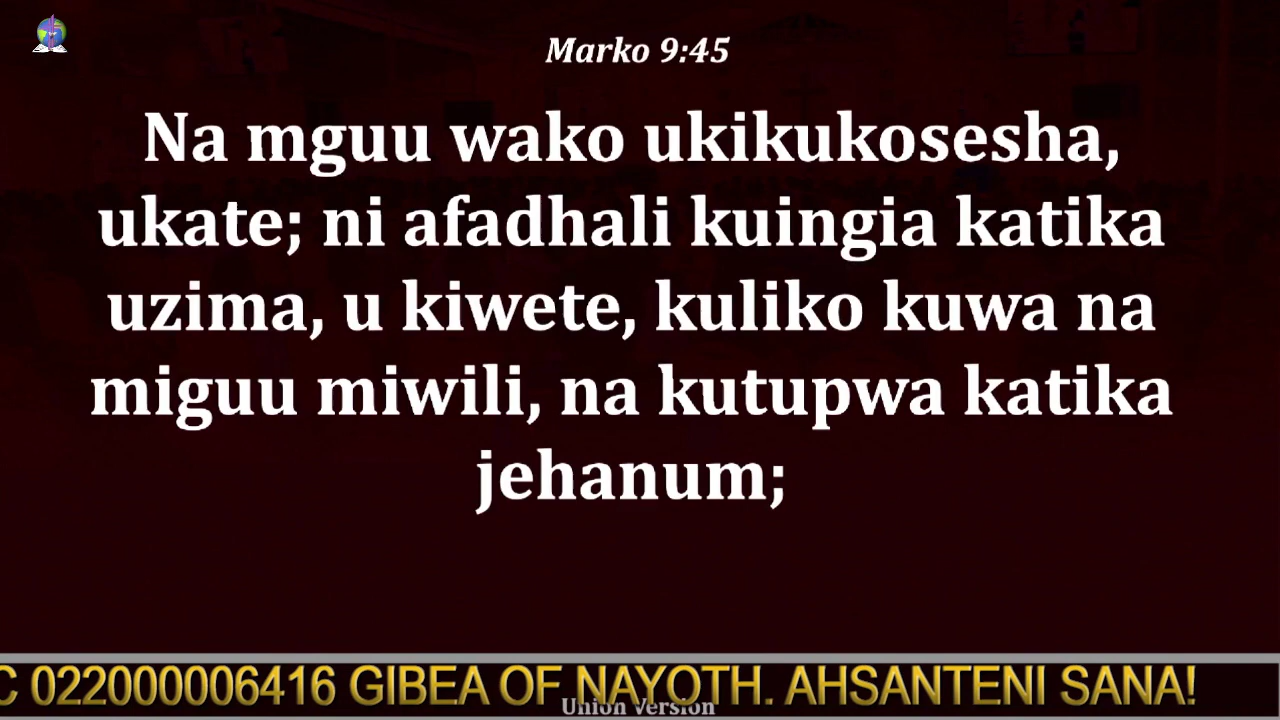 Marko 9:45
Na mguu wako ukikukosesha,
ukate; ni afadhali kuingia katika
uzima, u kiwete, kuliko kuwa na
miguu miwili, na kutupwa katika
jehanum;
C 022000006416 GIBEA OF NAYOTH. AHSANTENI SANA!
Union Version